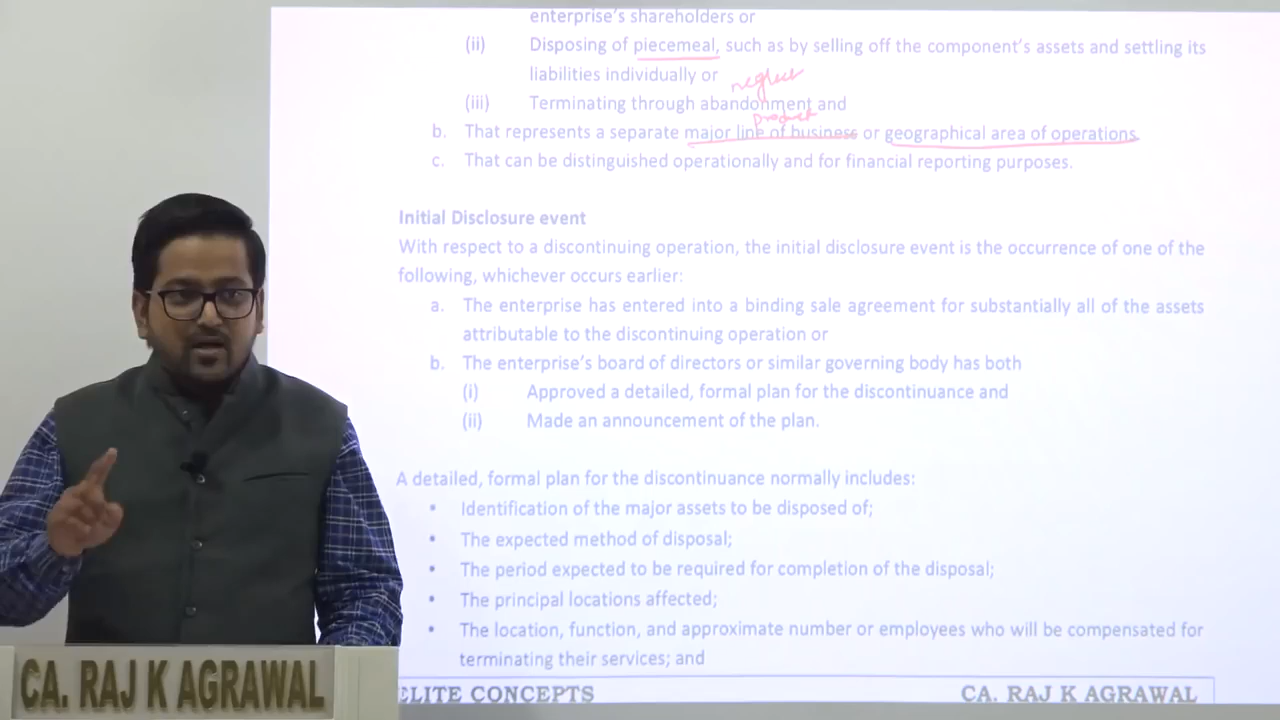 enterprise's shareholders or
(ii) Disposing of piecemeal, such as by selling off the component's assets and settling its
liabilities individually or
neglect
(iii) Terminating through abandonment and
product
b. That represents a separate major line of business or geographical area of operations
c. That can be distinguished operationally and for financial reporting purposes.
Initial Disclosure event
With respect to a discontinuing operation, the initial disclosure event is the occurrence of one of the
following, whichever occurs earlier:
a. The enterprise has entered into a binding sale agreement for substantially all of the assets
attributable to the discontinuing operation or
b. The enterprise's board of directors or similar governing body has both
(i) Approved a detailed, formal plan for the discontinuance and
(ii) Made an announcement of the plan.
A detailed, formal plan for the discontinuance normally includes:
• Identification of the major assets to be disposed of;
• The expected method of disposal;
• The period expected to be required for completion of the disposal;
• The principal locations affected;
• The location, function, and approximate number or employees who will be compensated for
terminating their services; and
ELITE CONCEPTS CA. RAJ K AGRAWAL
CA. RAJ K AGRAWAL